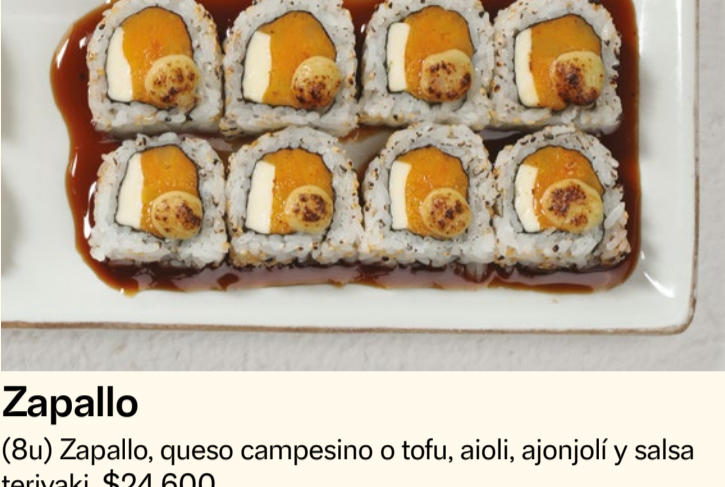 Zapallo
(8u) Zapallo, queso campesino o tofu, aioli, ajonjolí y salsa
teriyaki. $24.600